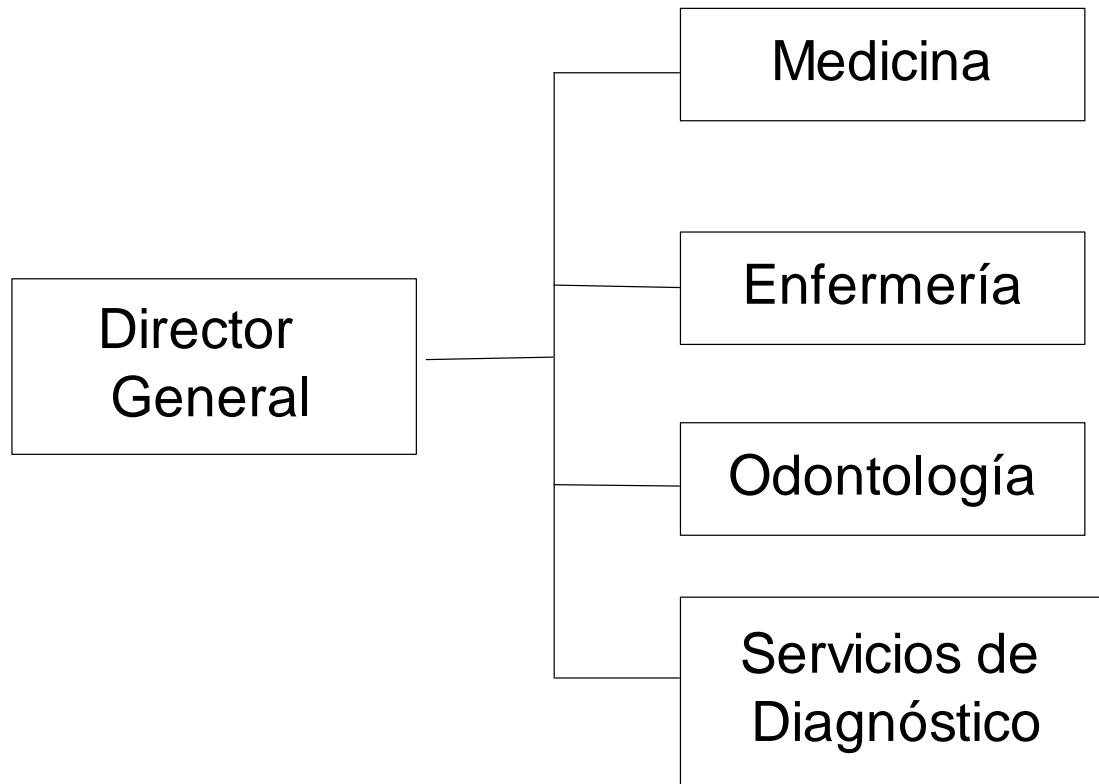 Medicina
Enfermería
Director
General
Odontología
Servicios de
Diagnóstico